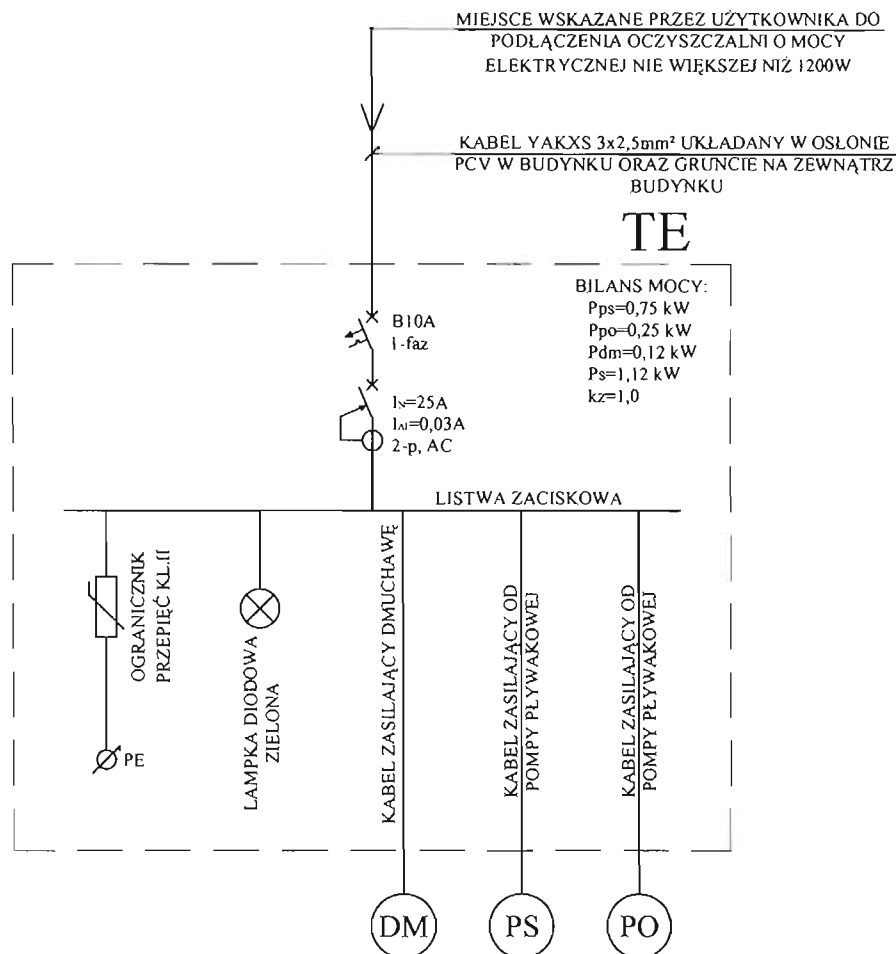 MIEJSCE WSKAZANE PRZEZ UŻYTKOWNIKA DO
PODŁĄCZENIA OCZYSZCZALNI O MOCY
ELEKTRYCZNEJ NIE WIĘKSZEJ NIŻ 1200W
KABEL YAKXS 3x2,5mm² UKŁADANY W OSŁONIE
PCV W BUDYNKU ORAZ GRUNCIE NA ZEWNĄTRZ
BUDYNKU
TE
BILANS MOCY:
Pps=0,75 kW
Ppo=0,25 kW
Pdm=0,12 kW
Ps=1,12 kW
kz=1,0
B10A
1-faz
IN=25A
IΔI=0,03A
2-p, AC
LISTWA ZACISKOWA
OGRANICZNIK
PRZEPIĘĆ KL.II
PE
LAMPKA DIODOWA
ZIELONA
KABEL ZASILAJĄCY DMUCHAWĘ
KABEL ZASILAJĄCY OD
POMPY PŁYWAKOWEJ
KABEL ZASILAJĄCY OD
POMPY PŁYWAKOWEJ
DM
PS
PO